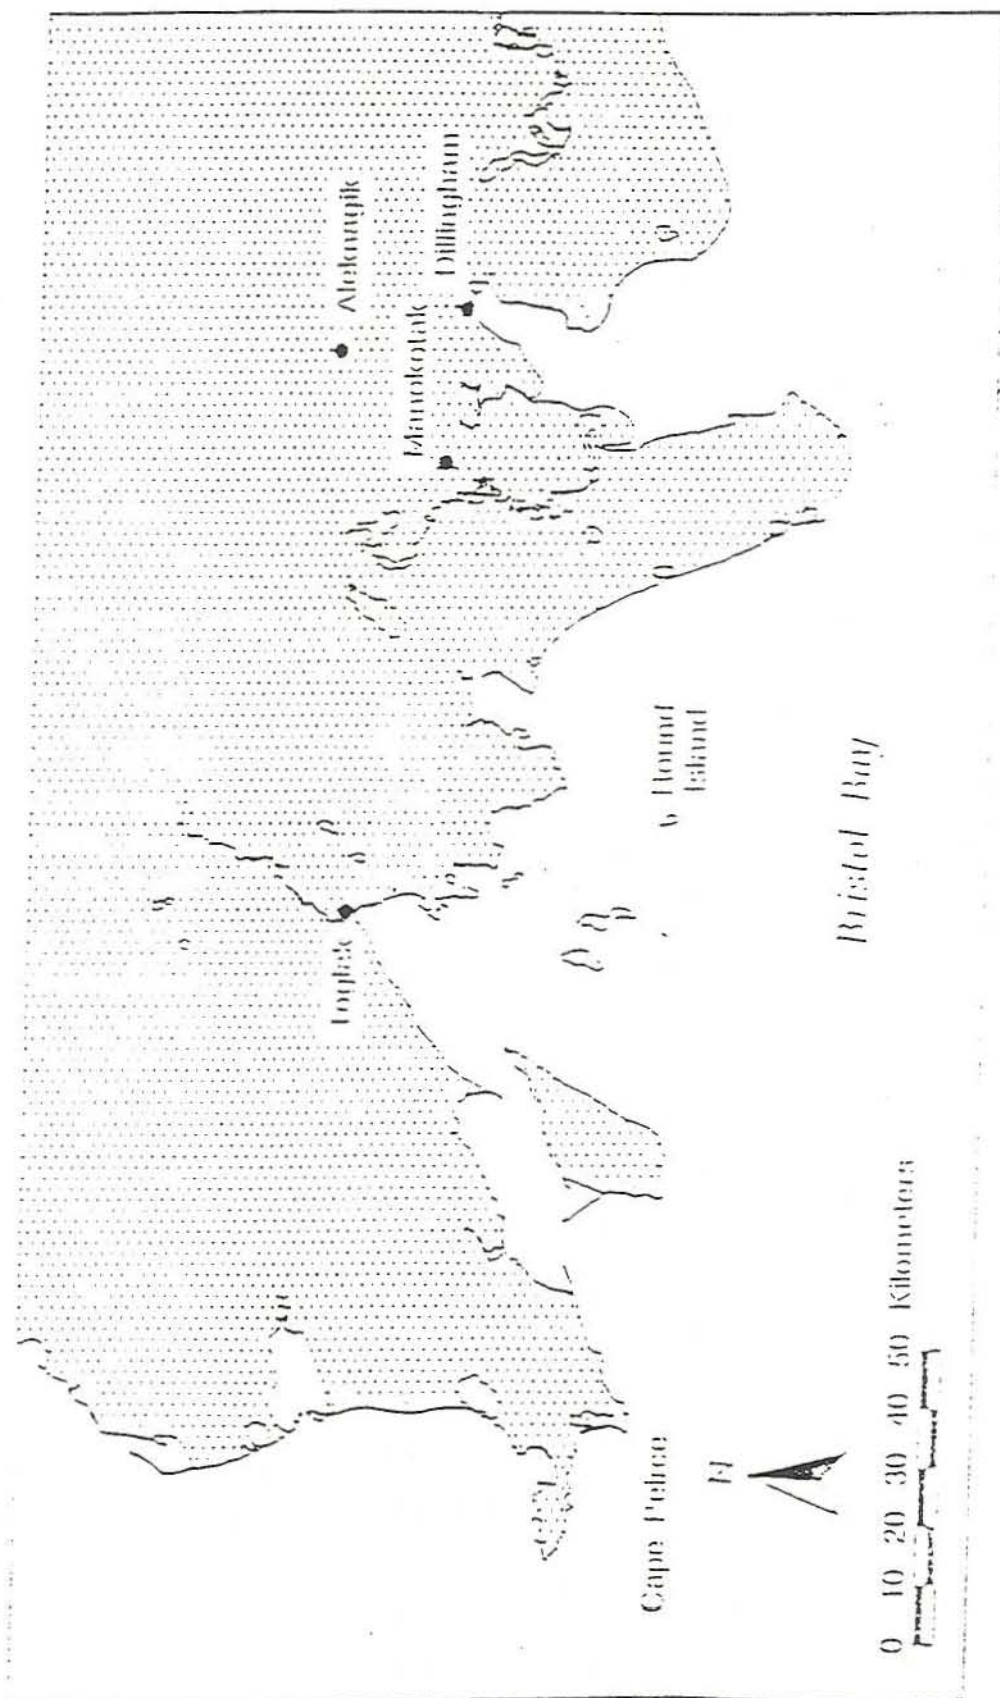 Aleknagik
Dillingham
Manokotak
Togiak
Round
Island
Bristol Bay
Cape Peirce
N
0 10 20 30 40 50 Kilometers